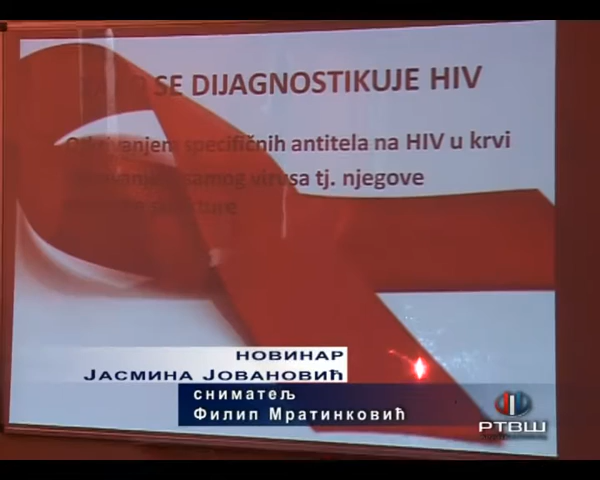 SE DIJAGNOSTIKUJE HIV
Otkrivanjem specifičnih antitela na HIV u krvi
samog virusa tj. njegove
НОВИНАР
ЈАСМИНА ЈОВАНОВИЋ
сниматељ
Филип Мратинковић
РТВШ